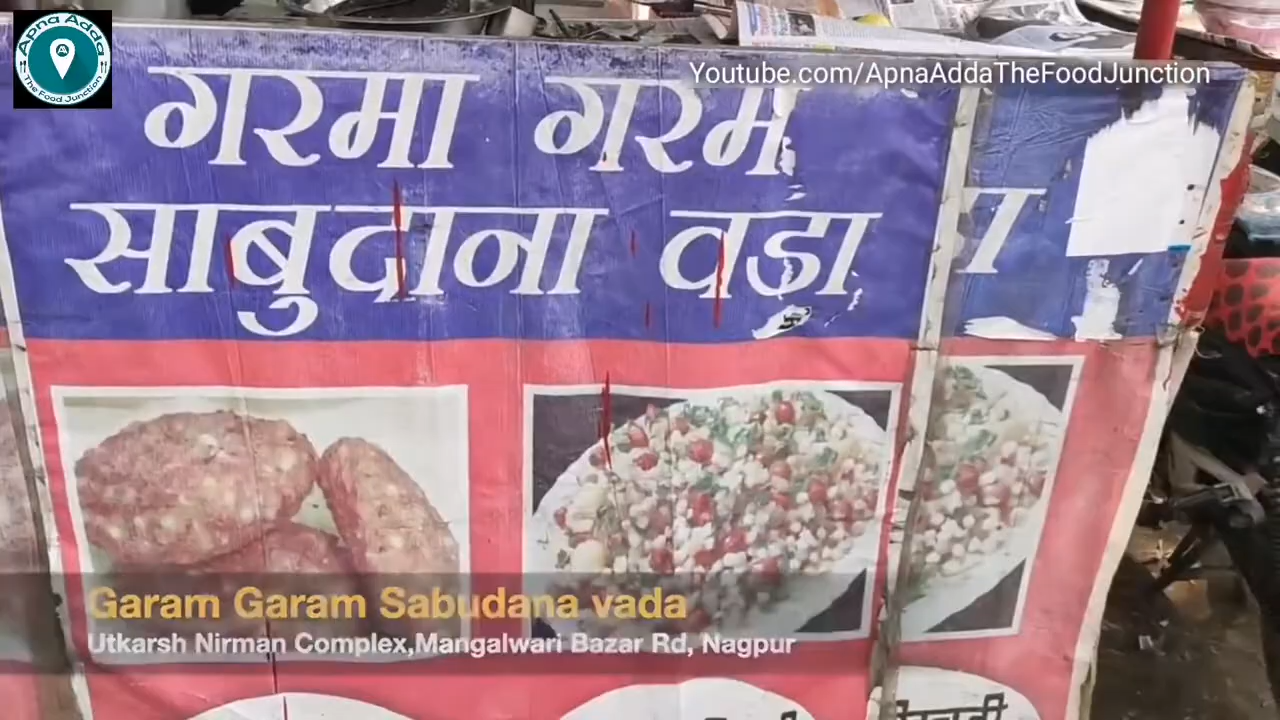 Apna Adda
The Food Junction
Youtube.com/ApnaAddaTheFoodJunction
गरमा गरम
साबुदाना वडा
Garam Garam Sabudana vada
Utkarsh Nirman Complex,Mangalwari Bazar Rd, Nagpur